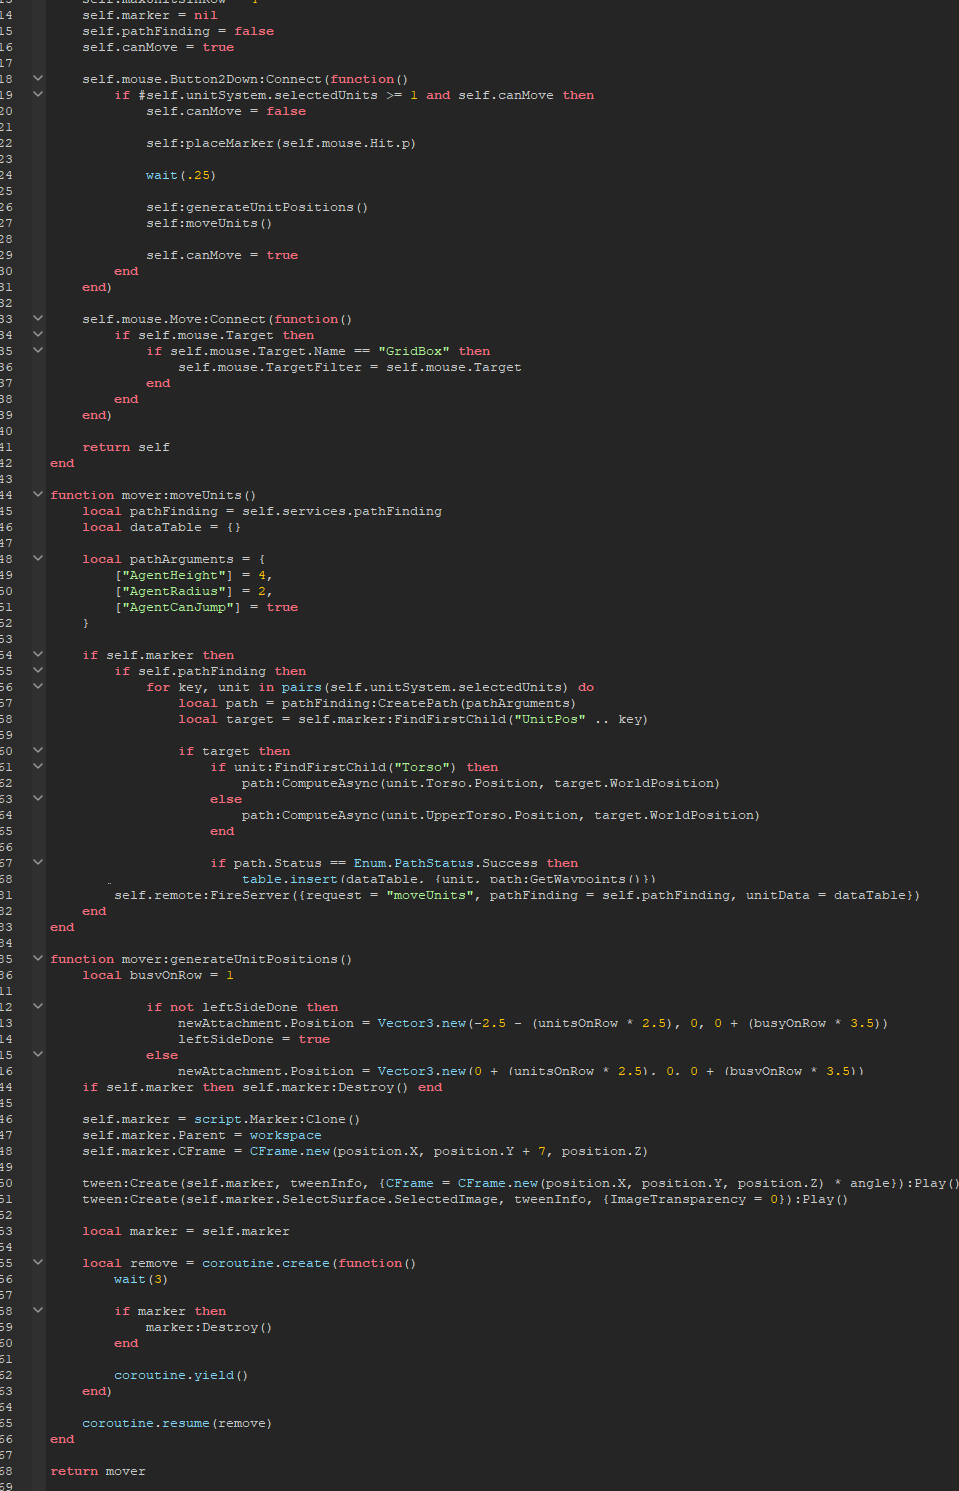 13 self.maxUnitsInRow =
14 self.marker = nil
15 self.pathFinding = false
16 self.canMove = true
17
18 self.mouse.Button2Down:Connect(function()
19 if #self.unitSystem.selectedUnits >= 1 and self.canMove then
20 self.canMove = false
21
22 self:placeMarker(self.mouse.Hit.p)
23
24 wait(.25)
25
26 self:generateUnitPositions()
27 self:moveUnits()
28
29 self.canMove = true
30 end
31 end)
32
33 self.mouse.Move:Connect(function()
34 if self.mouse.Target then
35 if self.mouse.Target.Name == "GridBox" then
36 self.mouse.TargetFilter = self.mouse.Target
37 end
38 end
39 end)
40
41 return self
42 end
43
44 function mover:moveUnits()
45 local pathFinding = self.services.pathFinding
46 local dataTable = {}
47
48 local pathArguments = {
49 ["AgentHeight"] = 4,
50 ["AgentRadius"] = 2,
51 ["AgentCanJump"] = true
52 }
53
54 if self.marker then
55 if self.pathFinding then
56 for key, unit in pairs(self.unitSystem.selectedUnits) do
57 local path = pathFinding:CreatePath(pathArguments)
58 local target = self.marker:FindFirstChild("UnitPos" .. key)
59
60 if target then
61 if unit:FindFirstChild("Torso") then
62 path:ComputeAsync(unit.Torso.Position, target.WorldPosition)
63 else
64 path:ComputeAsync(unit.UpperTorso.Position, target.WorldPosition)
65 end
66
67 if path.Status == Enum.PathStatus.Success then
68 table.insert(dataTable, {unit, path:GetWaypoints()})
81 self.remote:FireServer({request = "moveUnits", pathFinding = self.pathFinding, unitData = dataTable})
82 end
83 end
84
85 function mover:generateUnitPositions()
86 local busyOnRow = 1
11
12 if not leftSideDone then
13 newAttachment.Position = Vector3.new(-2.5 - (unitsOnRow * 2.5), 0, 0 + (busyOnRow * 3.5))
14 leftSideDone = true
15 else
16 newAttachment.Position = Vector3.new(0 + (unitsOnRow * 2.5), 0, 0 + (busyOnRow * 3.5))
44 if self.marker then self.marker:Destroy() end
45
46 self.marker = script.Marker:Clone()
47 self.marker.Parent = workspace
48 self.marker.CFrame = CFrame.new(position.X, position.Y + 7, position.Z)
49
50 tween:Create(self.marker, tweenInfo, {CFrame = CFrame.new(position.X, position.Y, position.Z) * angle}):Play()
51 tween:Create(self.marker.SelectSurface.SelectedImage, tweenInfo, {ImageTransparency = 0}):Play()
52
53 local marker = self.marker
54
55 local remove = coroutine.create(function()
56 wait(3)
57
58 if marker then
59 marker:Destroy()
60 end
61
62 coroutine.yield()
63 end)
64
65 coroutine.resume(remove)
66 end
67
68 return mover
69